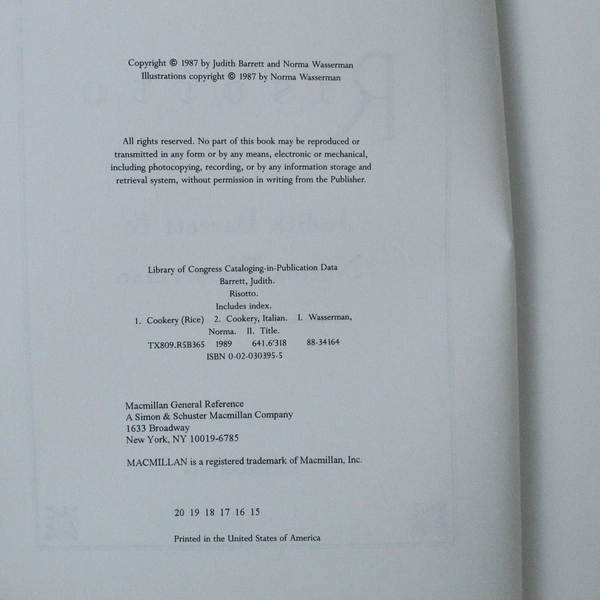 Copyright © 1987 by Judith Barrett and Norma Wasserman
Illustrations copyright © 1987 by Norma Wasserman
All rights reserved. No part of this book may be reproduced or
transmitted in any form or by any means, electronic or mechanical,
including photocopying, recording, or by any information storage and
retrieval system, without permission in writing from the Publisher.
Library of Congress Cataloging-in-Publication Data
Barrett, Judith.
Risotto.
Includes index.
1. Cookery (Rice) 2. Cookery, Italian. I. Wasserman,
Norma. II. Title.
TX809.R5B365 1989 641.6'318 88-34164
ISBN 0-02-030395-5
Macmillan General Reference
A Simon & Schuster Macmillan Company
1633 Broadway
New York, NY 10019-6785
MACMILLAN is a registered trademark of Macmillan, Inc.
20 19 18 17 16 15
Printed in the United States of America